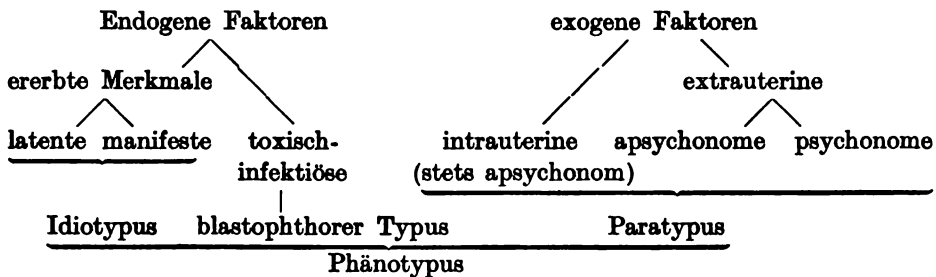 Endogene Faktoren exogene Faktoren
ererbte Merkmale extrauterine
latente manifeste toxisch- intrauterine apsychonome psychonome
infektiöse (stets apsychonom)
Idiotypus blastophthorer Typus Paratypus
Phänotypus